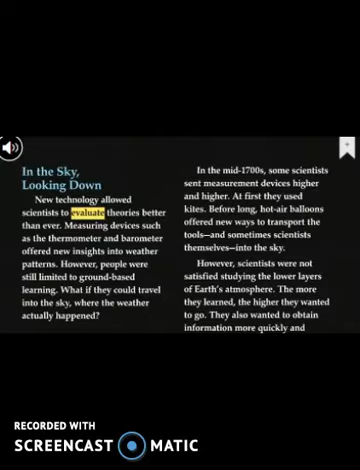 In the Sky,
Looking Down
New technology allowed
scientists to evaluate theories better
than ever. Measuring devices such
as the thermometer and barometer
offered new insights into weather
patterns. However, people were
still limited to ground-based
learning. What if they could travel
into the sky, where the weather
actually happened?
In the mid-1700s, some scientists
sent measurement devices higher
and higher. At first they used
kites. Before long, hot-air balloons
offered new ways to transport the
tools—and sometimes scientists
themselves—into the sky.
However, scientists were not
satisfied studying the lower layers
of Earth's atmosphere. The more
they learned, the higher they wanted
to go. They also wanted to obtain
information more quickly and
RECORDED WITH
SCREENCAST MATIC